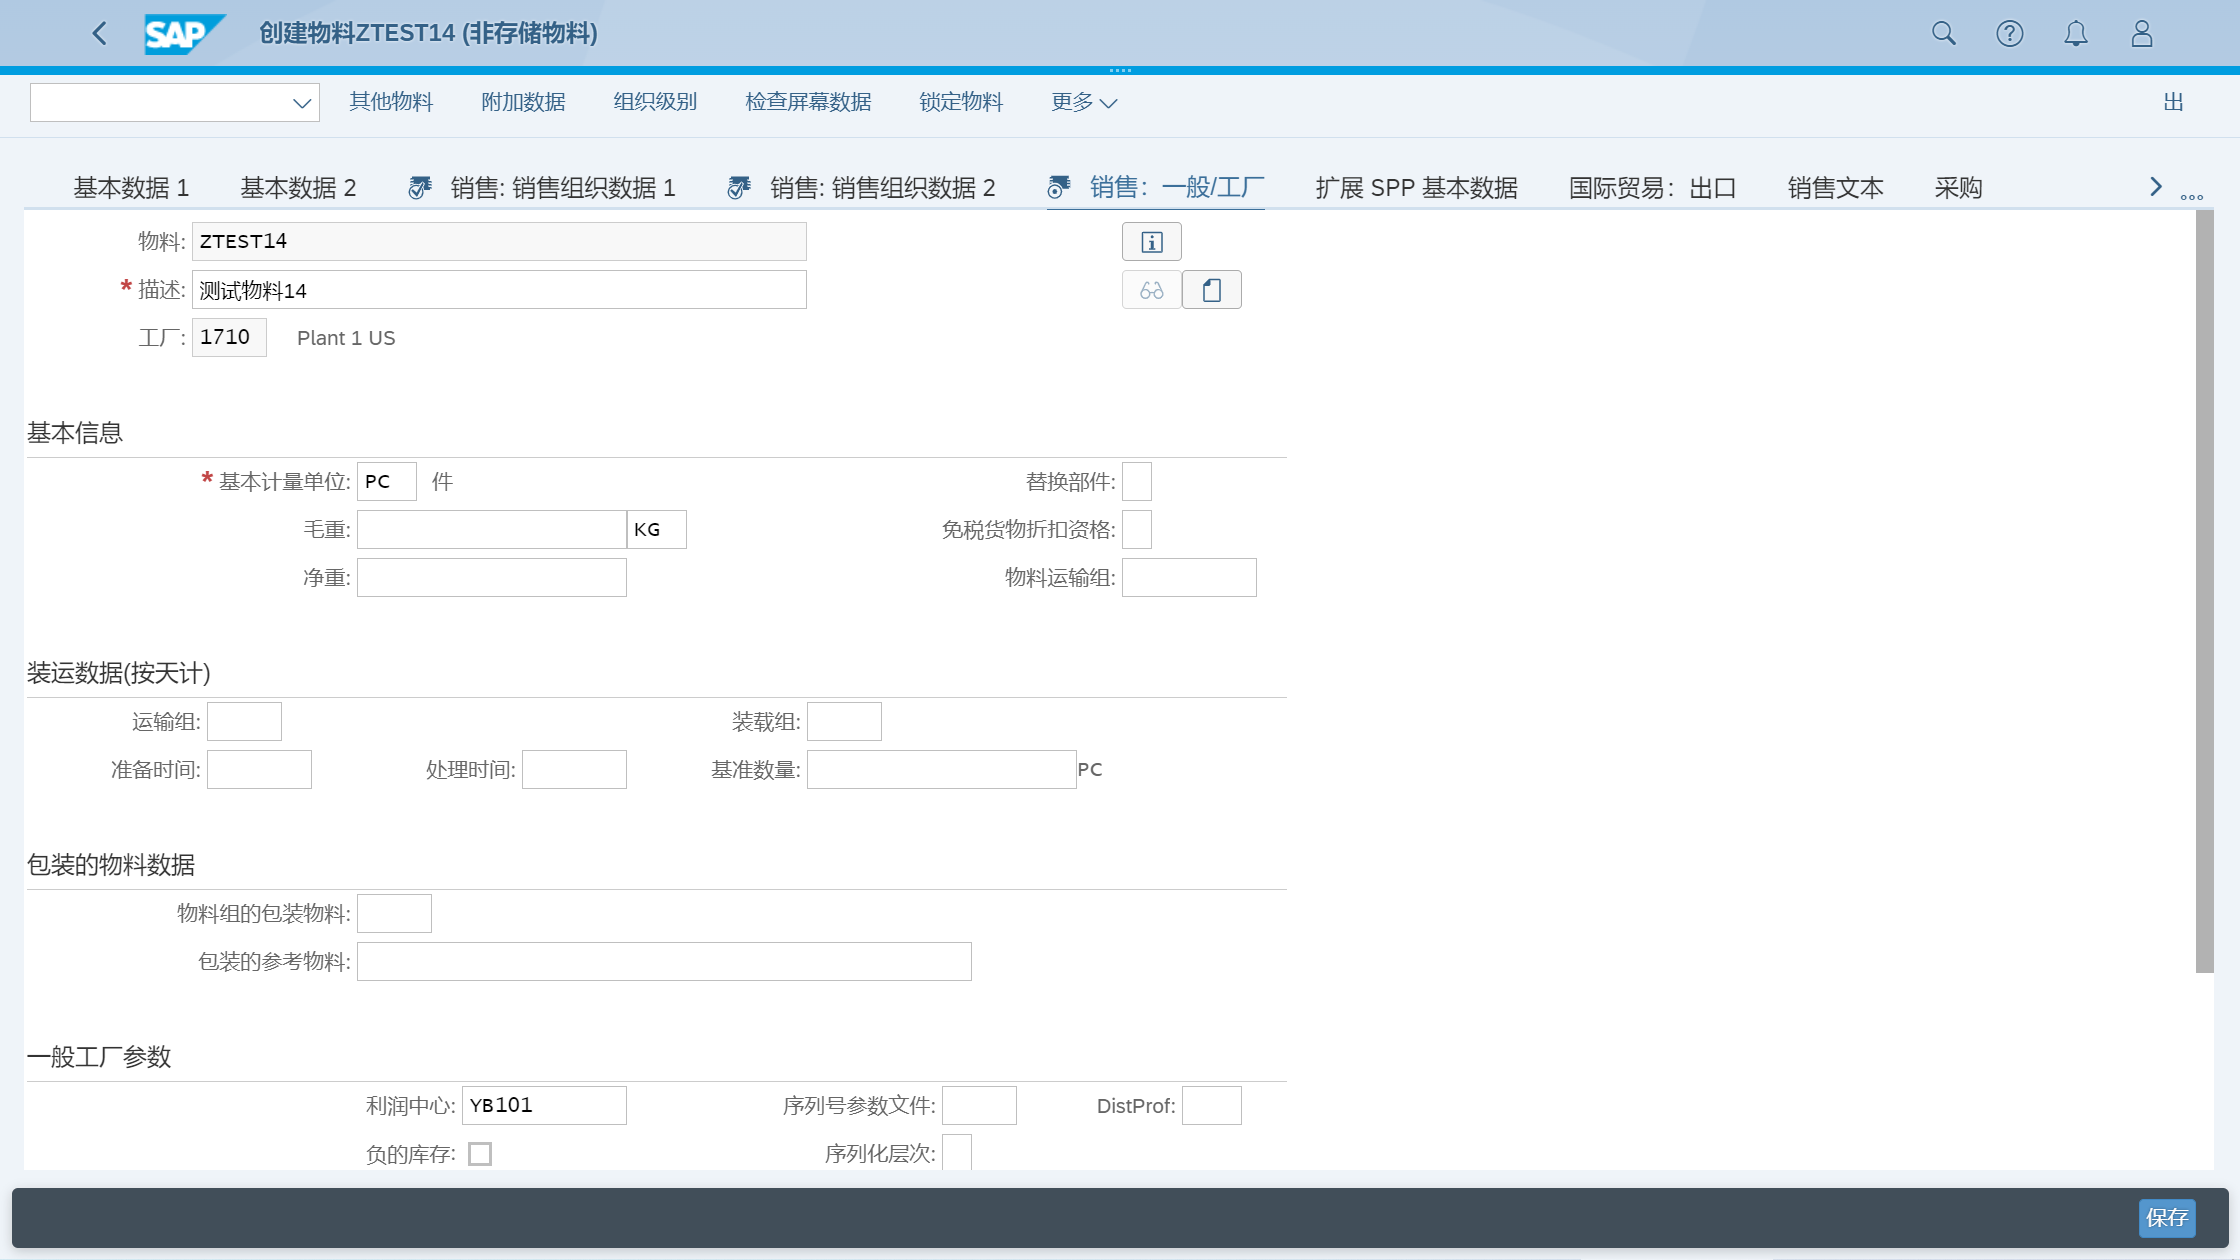 SAP 创建物料ZTEST14 (非存储物料)
其他物料 附加数据 组织级别 检查屏幕数据 锁定物料 更多 出
基本数据 1 基本数据 2 销售: 销售组织数据 1 销售: 销售组织数据 2 销售：一般/工厂 扩展 SPP 基本数据 国际贸易：出口 销售文本 采购
物料: ZTEST14
* 描述: 测试物料14
工厂: 1710 Plant 1 US
基本信息
* 基本计量单位: PC 件 替换部件:
毛重: KG 免税货物折扣资格:
净重: 物料运输组:
装运数据(按天计)
运输组: 装载组:
准备时间: 处理时间: 基准数量: PC
包装的物料数据
物料组的包装物料:
包装的参考物料:
一般工厂参数
利润中心: YB101 序列号参数文件: DistProf:
负的库存: 序列化层次:
保存